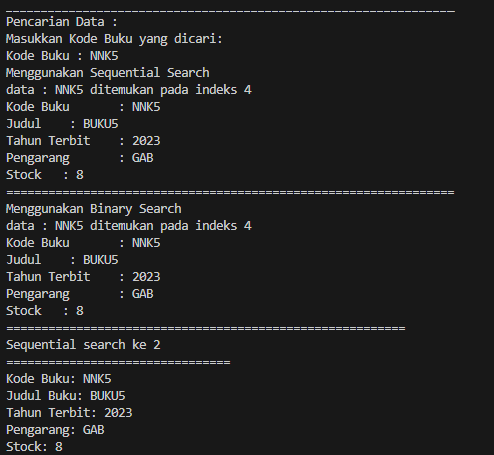 ________________________________________________________________
Pencarian Data :
Masukkan Kode Buku yang dicari:
Kode Buku : NNK5
Menggunakan Sequential Search
data : NNK5 ditemukan pada indeks 4
Kode Buku       : NNK5
Judul    : BUKU5
Tahun Terbit    : 2023
Pengarang       : GAB
Stock   : 8
================================================================
Menggunakan Binary Search
data : NNK5 ditemukan pada indeks 4
Kode Buku       : NNK5
Judul    : BUKU5
Tahun Terbit    : 2023
Pengarang       : GAB
Stock   : 8
=========================================================
Sequential search ke 2
================================
Kode Buku: NNK5
Judul Buku: BUKU5
Tahun Terbit: 2023
Pengarang: GAB
Stock: 8